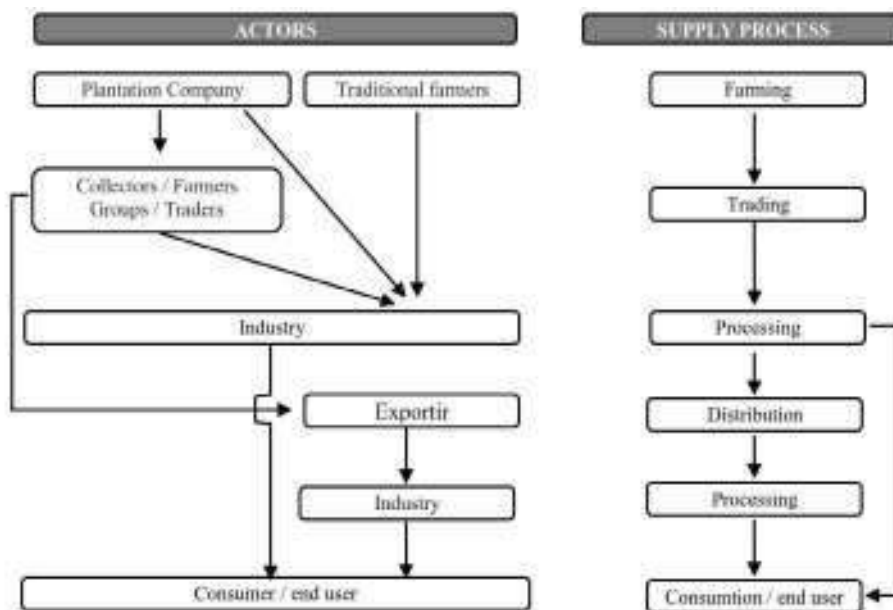 ACTORS
SUPPLY PROCESS
Plantation Company
Traditional farmers
Farming
Collectors / Farmers
Groups / Traders
Trading
Industry
Processing
Exportir
Distribution
Industry
Processing
Consumer / end user
Consumtion / end user